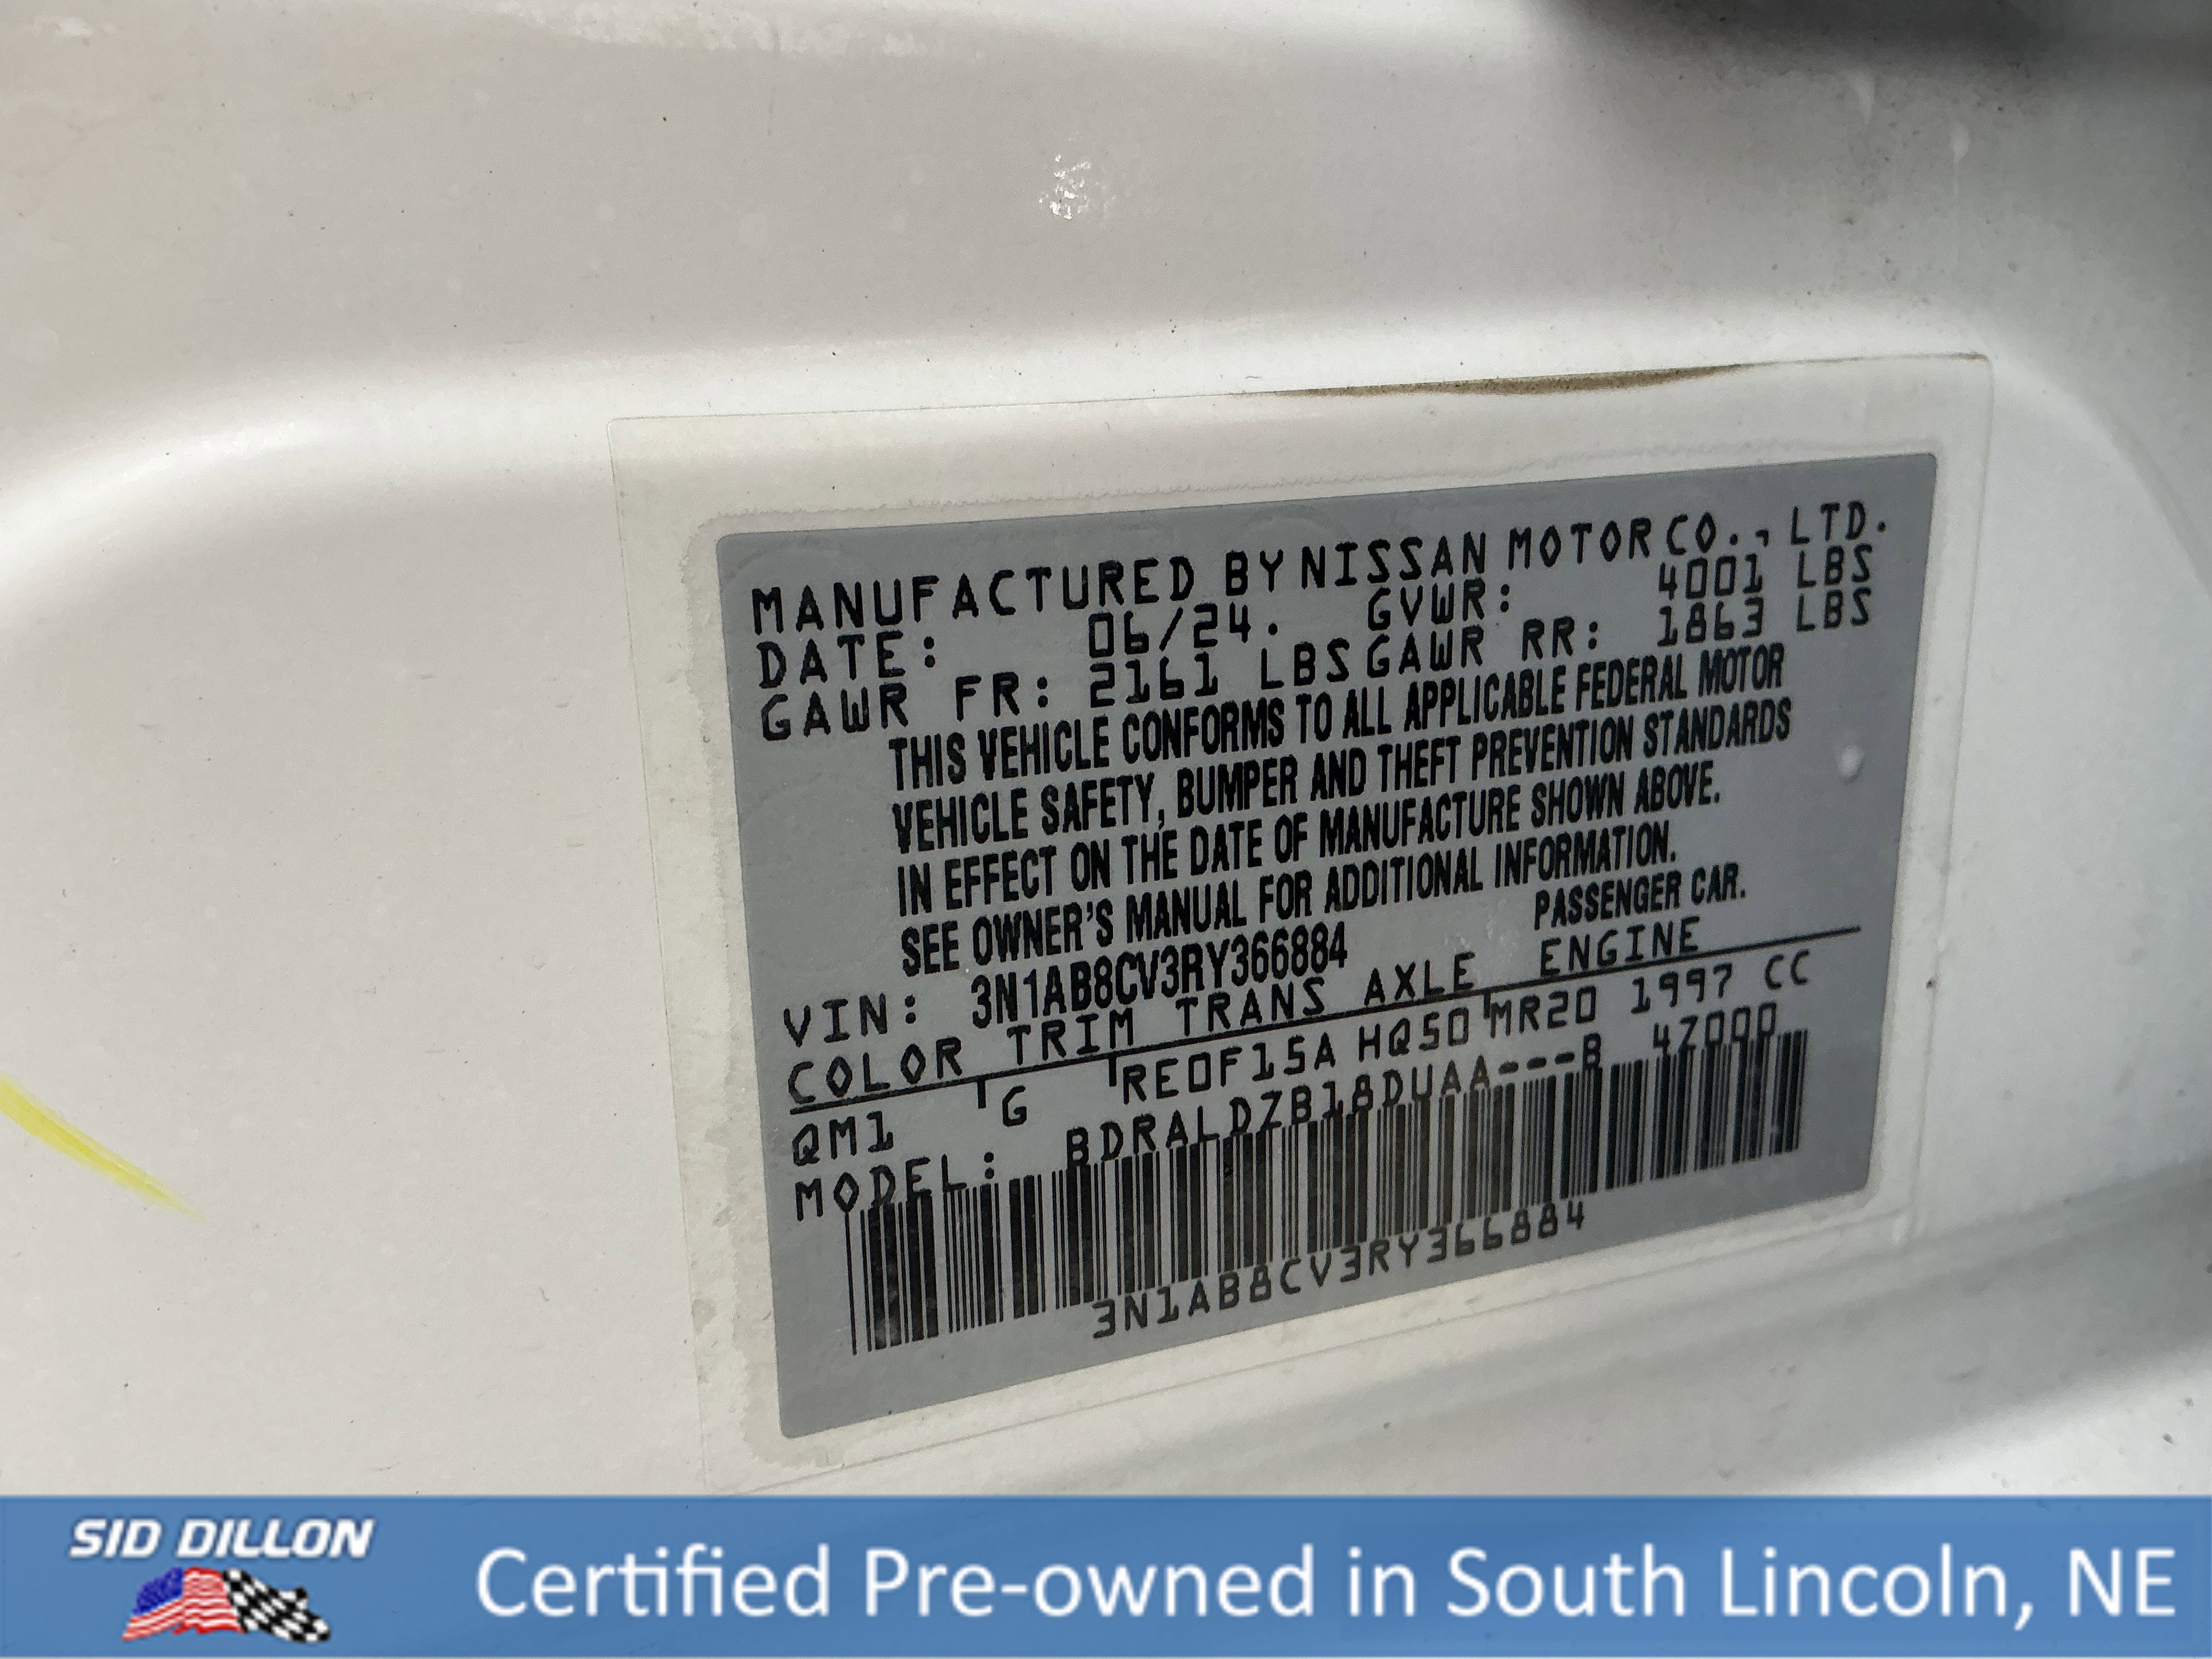 MANUFACTURED BY NISSAN MOTOR CO., LTD.
DATE: 06/24. GVWR: 4001 LBS
GAWR FR: 2161 LBS GAWR RR: 1863 LBS
THIS VEHICLE CONFORMS TO ALL APPLICABLE FEDERAL MOTOR
VEHICLE SAFETY, BUMPER AND THEFT PREVENTION STANDARDS
IN EFFECT ON THE DATE OF MANUFACTURE SHOWN ABOVE.
SEE OWNER'S MANUAL FOR ADDITIONAL INFORMATION.
VIN: 3N1AB8CV3RY366884 PASSENGER CAR.
COLOR TRIM TRANS AXLE ENGINE
QM1 G RE0F15A HQ50 MR20 1997 CC
MODEL: BDRALDZB18DUAA---B 4Z000
3N1AB8CV3RY366884
SID DILLON
Certified Pre-owned in South Lincoln, NE